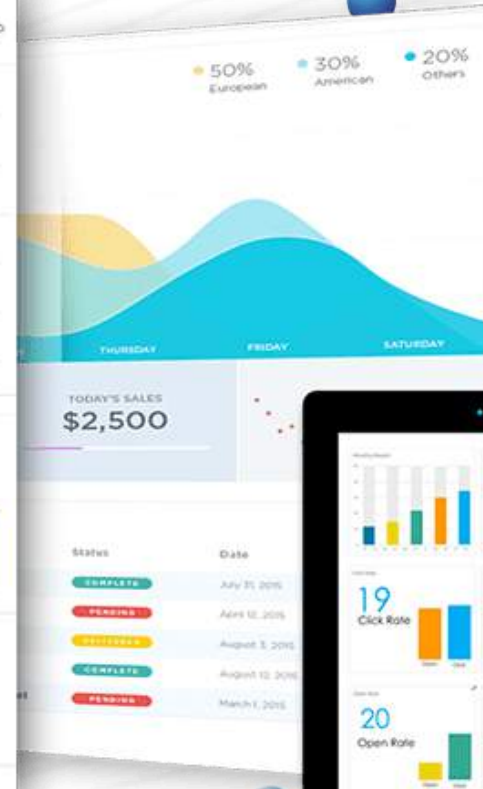 50%
European
30%
American
20%
Others
THURSDAY
FRIDAY
SATURDAY
TODAY'S SALES
$2,500
Status
Date
COMPLETE
July 31, 2015
PENDING
April 12, 2015
DELIVERED
August 3, 2015
COMPLETE
August 12, 2015
PENDING
March 1, 2015
19
Click Rate
20
Open Rate